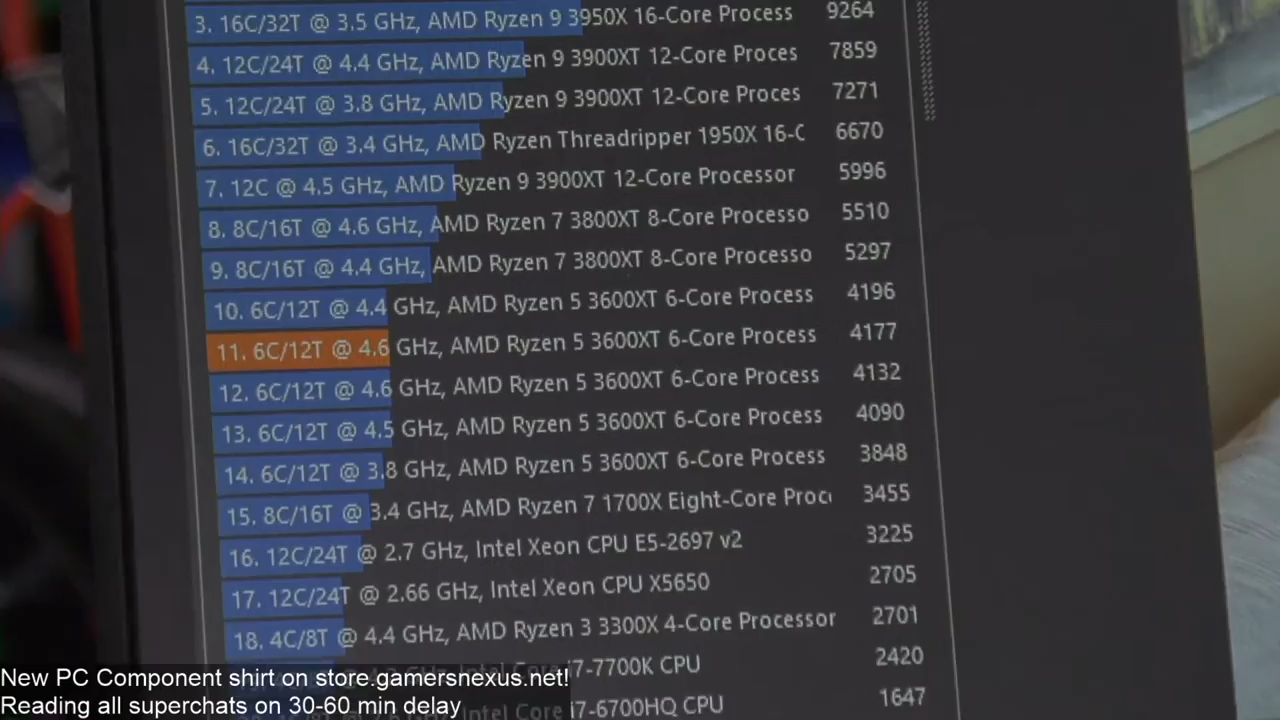 3. 16C/32T @ 3.5 GHz, AMD Ryzen 9 3950X 16-Core Process 9264
4. 12C/24T @ 4.4 GHz, AMD Ryzen 9 3900XT 12-Core Proces 7859
5. 12C/24T @ 3.8 GHz, AMD Ryzen 9 3900XT 12-Core Proces 7271
6. 16C/32T @ 3.4 GHz, AMD Ryzen Threadripper 1950X 16-C 6670
7. 12C @ 4.5 GHz, AMD Ryzen 9 3900XT 12-Core Processor 5996
8. 8C/16T @ 4.6 GHz, AMD Ryzen 7 3800XT 8-Core Processo 5510
9. 8C/16T @ 4.4 GHz, AMD Ryzen 7 3800XT 8-Core Processo 5297
10. 6C/12T @ 4.4 GHz, AMD Ryzen 5 3600XT 6-Core Process 4196
11. 6C/12T @ 4.6 GHz, AMD Ryzen 5 3600XT 6-Core Process 4177
12. 6C/12T @ 4.6 GHz, AMD Ryzen 5 3600XT 6-Core Process 4132
13. 6C/12T @ 4.5 GHz, AMD Ryzen 5 3600XT 6-Core Process 4090
14. 6C/12T @ 3.8 GHz, AMD Ryzen 5 3600XT 6-Core Process 3848
15. 8C/16T @ 3.4 GHz, AMD Ryzen 7 1700X Eight-Core Proc 3455
16. 12C/24T @ 2.7 GHz, Intel Xeon CPU E5-2697 v2 3225
17. 12C/24T @ 2.66 GHz, Intel Xeon CPU X5650 2705
18. 4C/8T @ 4.4 GHz, AMD Ryzen 3 3300X 4-Core Processor 2701
GHz, Intel Core i7-7700K CPU 2420
Intel Core i7-6700HQ CPU 1647
New PC Component shirt on store.gamersnexus.net!
Reading all superchats on 30-60 min delay